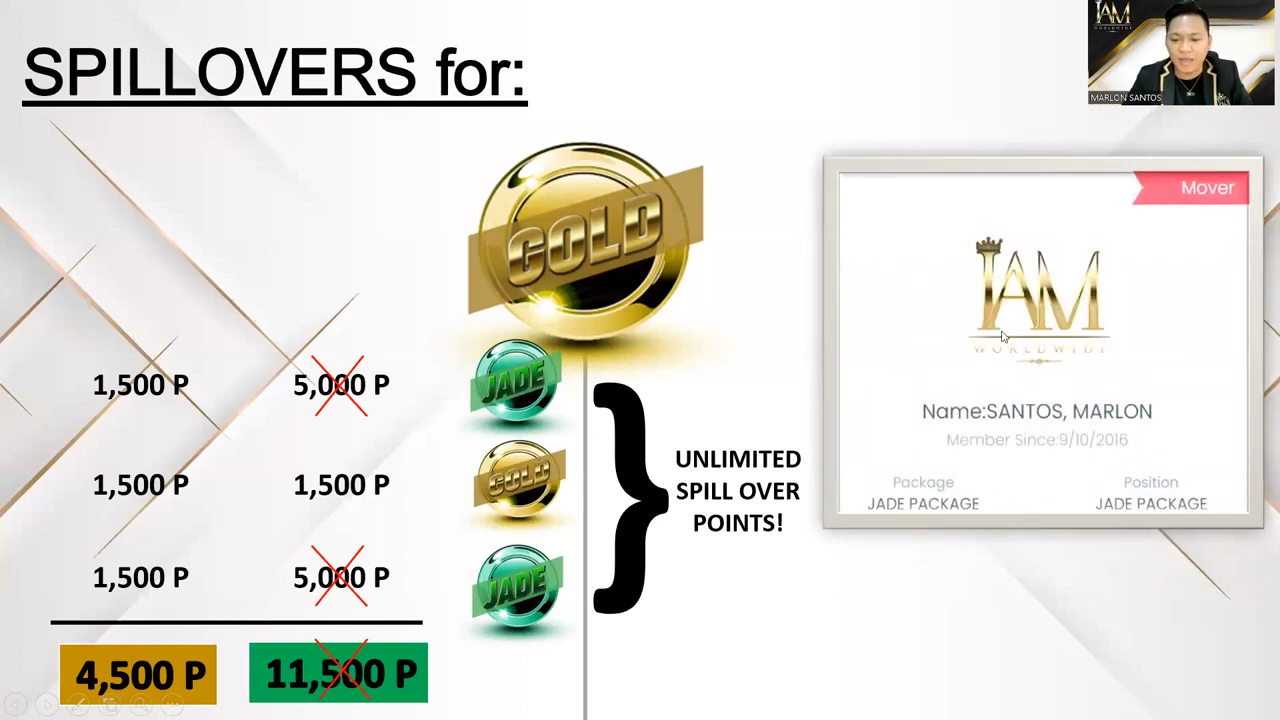 SPILLOVERS for:
IAM
WORLDWIDE
MARLON SANTOS
GOLD
Mover
IAM
WORLDWIDE
1,500 P
5,000 P
JADE
Name:SANTOS, MARLON
Member Since:9/10/2016
1,500 P
1,500 P
GOLD
UNLIMITED
SPILL OVER
POINTS!
Package
Position
JADE PACKAGE
JADE PACKAGE
1,500 P
5,000 P
JADE
4,500 P
11,500 P